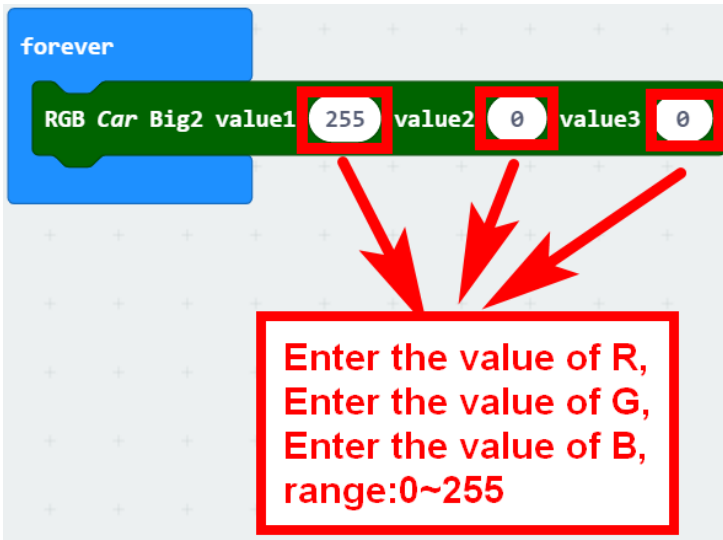 forever
RGB Car Big2 value1 255 value2 0 value3 0
Enter the value of R,
Enter the value of G,
Enter the value of B,
range:0~255